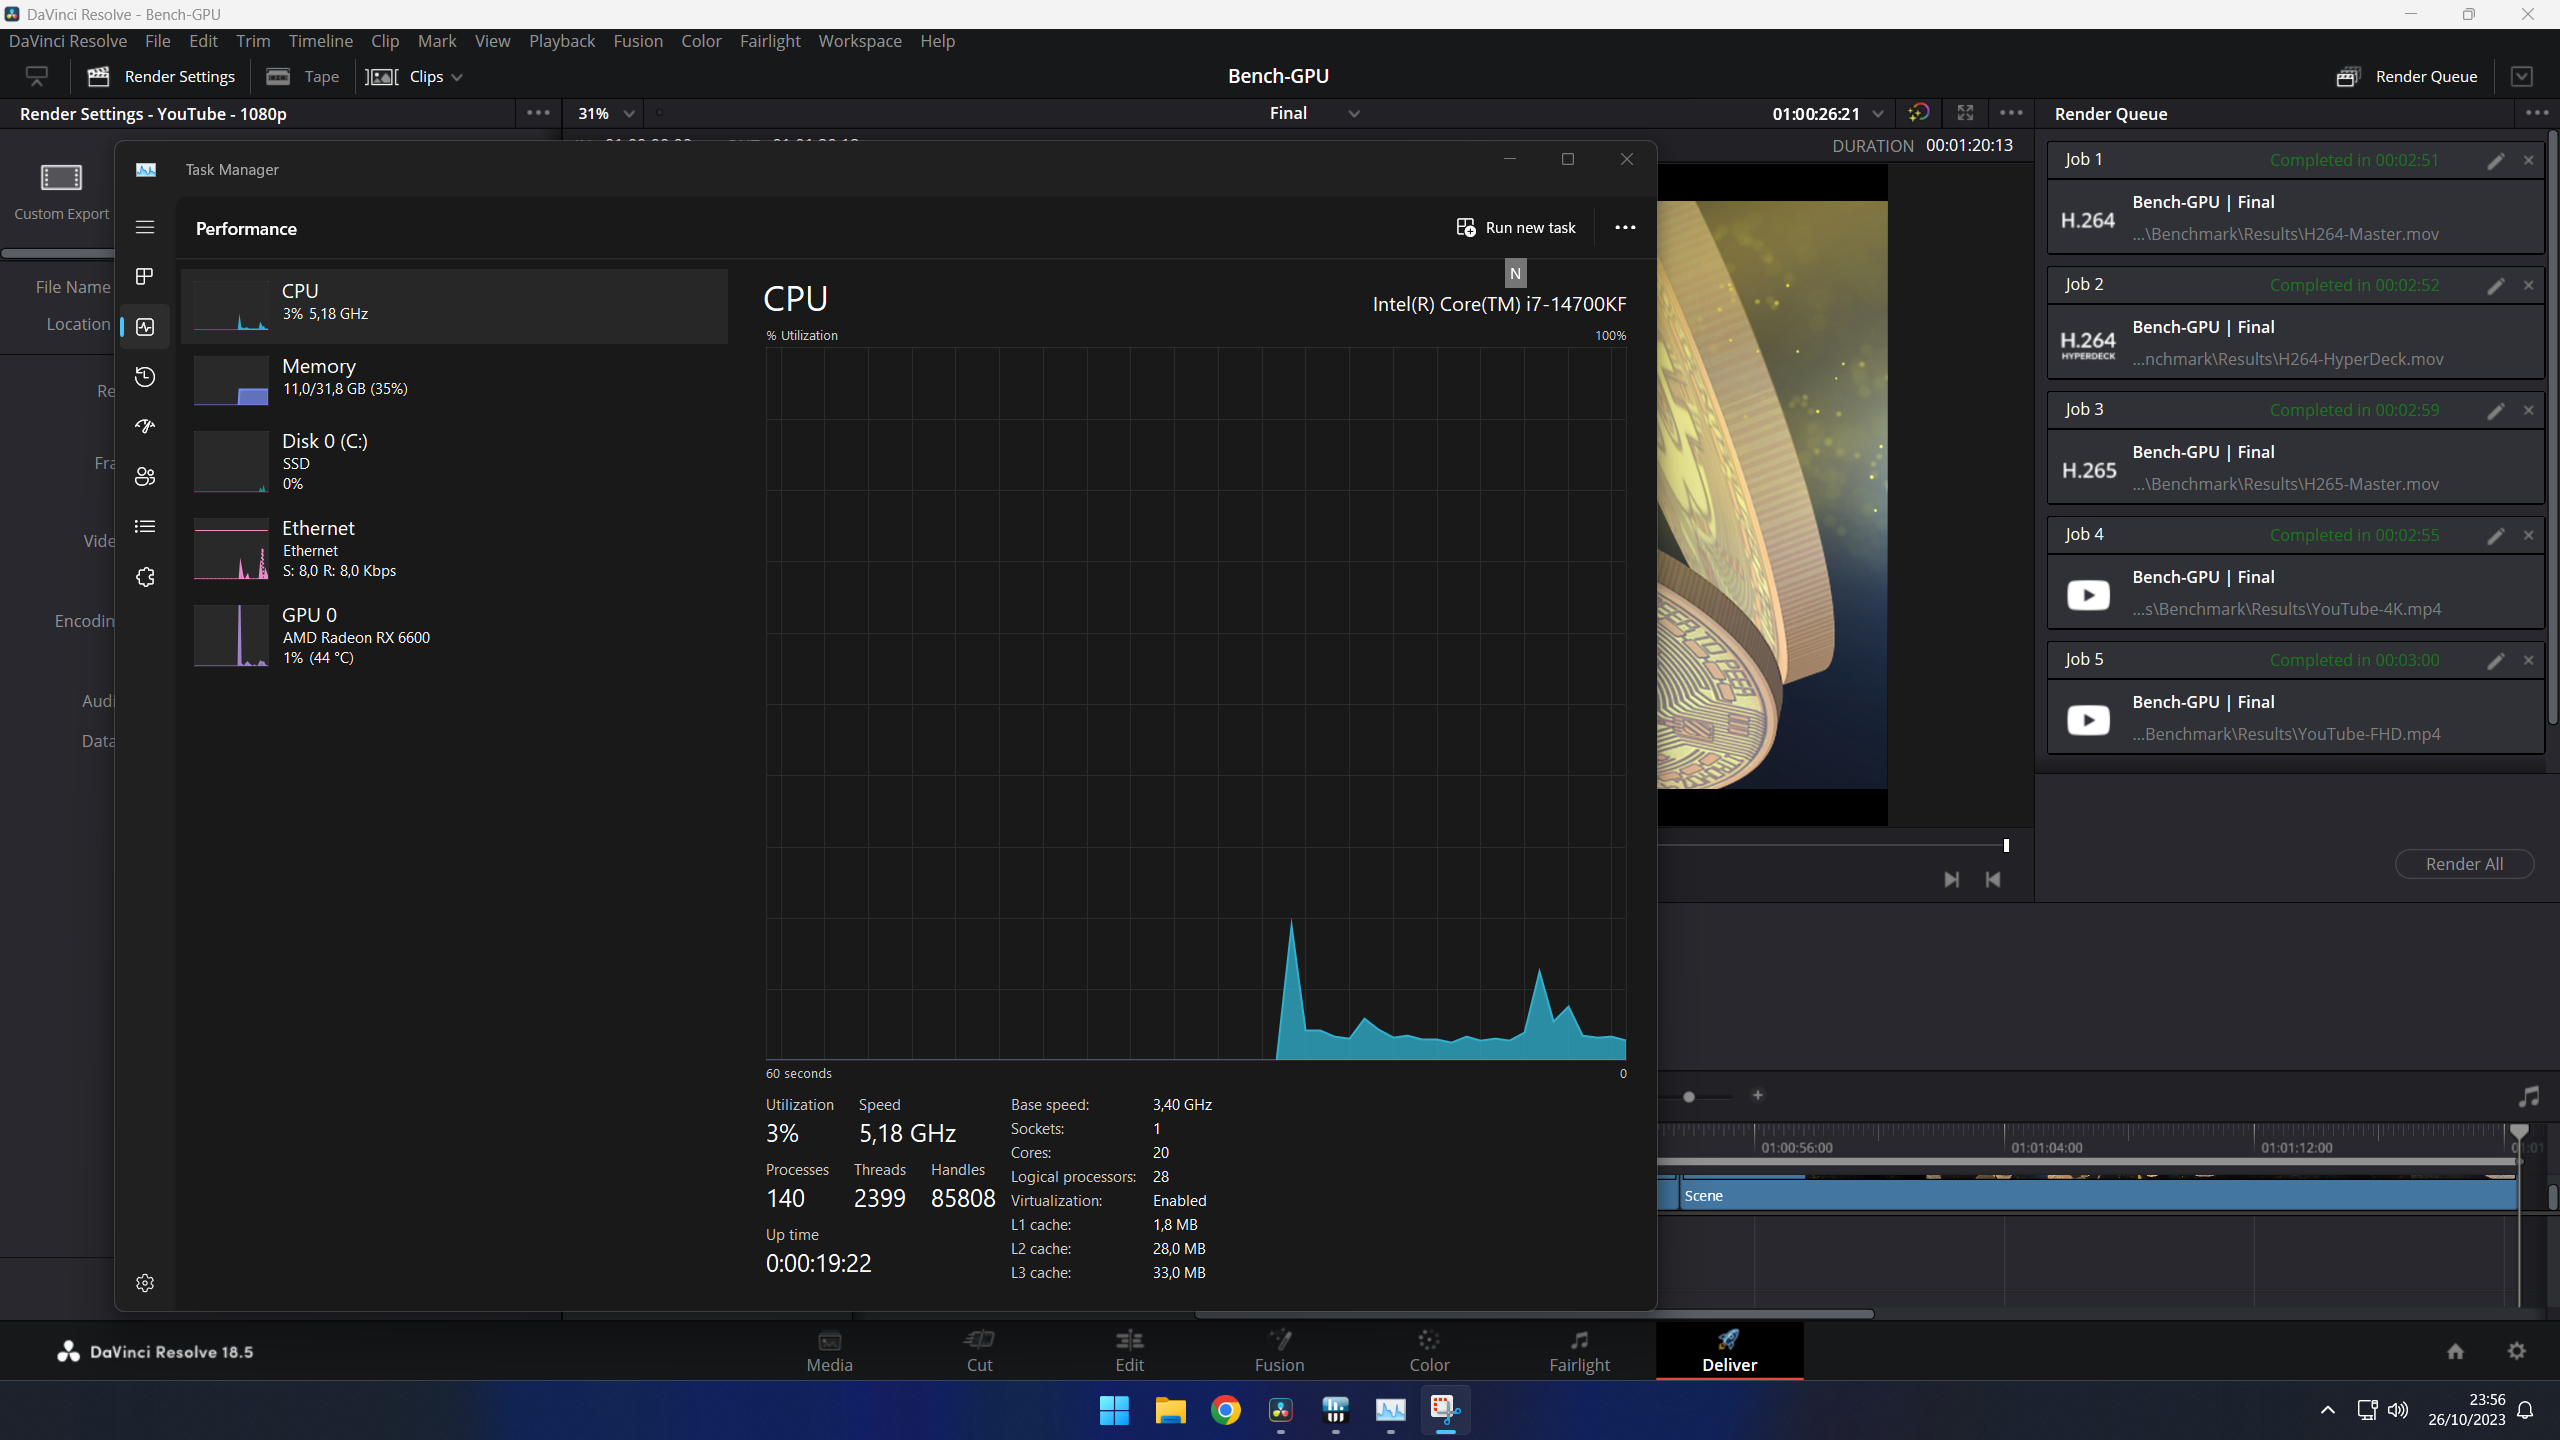 DaVinci Resolve - Bench-GPU
DaVinci Resolve File Edit Trim Timeline Clip Mark View Playback Fusion Color Fairlight Workspace Help
Render Settings Tape Clips Bench-GPU Render Queue
Render Settings - YouTube - 1080p 31% Final 01:00:26:21 Render Queue
DURATION 00:01:20:13
Custom Export
File Name
Location
Re
Fra
Vide
Encodin
Audi
Data
Task Manager
Performance
Run new task
N
CPU
3% 5,18 GHz
Memory
11,0/31,8 GB (35%)
Disk 0 (C:)
SSD
0%
Ethernet
Ethernet
S: 8,0 R: 8,0 Kbps
GPU 0
AMD Radeon RX 6600
1% (44 °C)
CPU
Intel(R) Core(TM) i7-14700KF
% Utilization 100%
60 seconds 0
Utilization Speed
3% 5,18 GHz
Processes Threads Handles
140 2399 85808
Up time
0:00:19:22
Base speed: 3,40 GHz
Sockets: 1
Cores: 20
Logical processors: 28
Virtualization: Enabled
L1 cache: 1,8 MB
L2 cache: 28,0 MB
L3 cache: 33,0 MB
Job 1 Completed in 00:02:51
H.264
Bench-GPU | Final
...\Benchmark\Results\H264-Master.mov
Job 2 Completed in 00:02:52
H.264
HYPERDECK
Bench-GPU | Final
...nchmark\Results\H264-HyperDeck.mov
Job 3 Completed in 00:02:59
H.265
Bench-GPU | Final
...\Benchmark\Results\H265-Master.mov
Job 4 Completed in 00:02:55
Bench-GPU | Final
...s\Benchmark\Results\YouTube-4K.mp4
Job 5 Completed in 00:03:00
Bench-GPU | Final
...Benchmark\Results\YouTube-FHD.mp4
Render All
01:00:56:00 01:01:04:00 01:01:12:00
Scene
DaVinci Resolve 18.5
Media Cut Edit Fusion Color Fairlight Deliver
23:56
26/10/2023